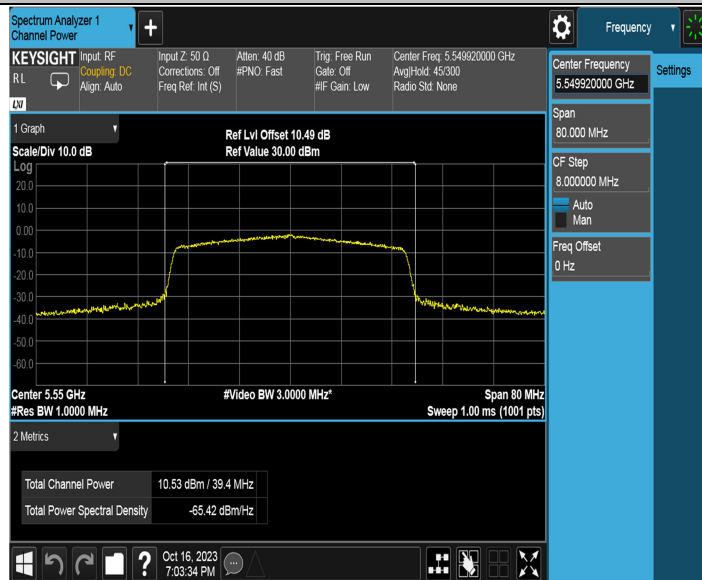 Spectrum Analyzer 1
Channel Power
+
Frequency
KEYSIGHT
RL
LXI
Input: RF
Coupling: DC
Align: Auto
Input Z: 50 Ω
Corrections: Off
Freq Ref: Int (S)
Atten: 40 dB
#PNO: Fast
Trig: Free Run
Gate: Off
#IF Gain: Low
Center Freq: 5.549920000 GHz
Avg|Hold: 45/300
Radio Std: None
Center Frequency
5.549920000 GHz
Settings
Span
80.000 MHz
CF Step
8.000000 MHz
Auto
Man
Freq Offset
0 Hz
1 Graph
Scale/Div 10.0 dB
Ref Lvl Offset 10.49 dB
Ref Value 30.00 dBm
Log
20.0
10.0
0.00
-10.0
-20.0
-30.0
-40.0
-50.0
-60.0
Center 5.55 GHz
#Video BW 3.0000 MHz*
Span 80 MHz
#Res BW 1.0000 MHz
Sweep 1.00 ms (1001 pts)
2 Metrics
Total Channel Power 10.53 dBm / 39.4 MHz
Total Power Spectral Density -65.42 dBm/Hz
?
Oct 16, 2023
7:03:34 PM